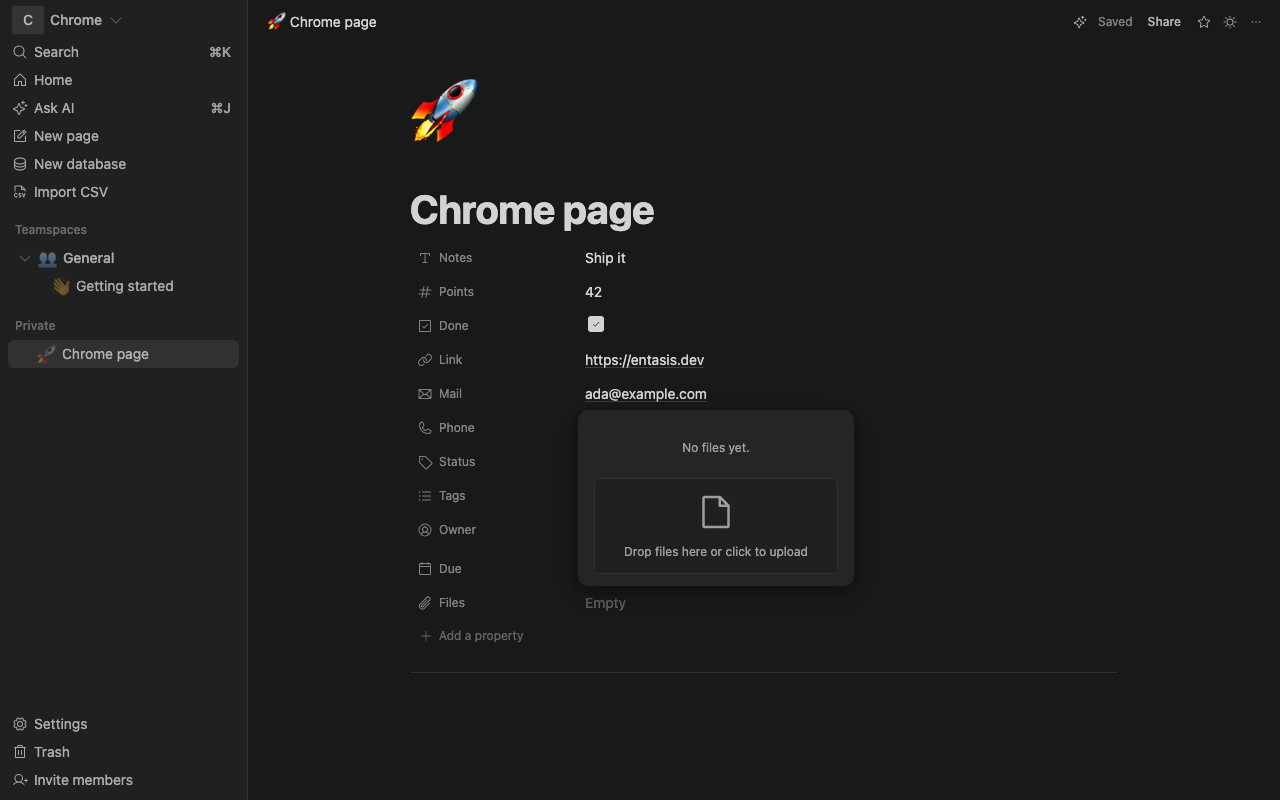 C Chrome
Search ⌘K
Home
Ask AI ⌘J
New page
New database
Import CSV
Teamspaces
General
Getting started
Private
Chrome page
Settings
Trash
Invite members
Chrome page
Saved Share
Chrome page
Notes Ship it
Points 42
Done
Link https://entasis.dev
Mail ada@example.com
Phone
Status
Tags
Owner
Due
Files Empty
Add a property
No files yet.
Drop files here or click to upload